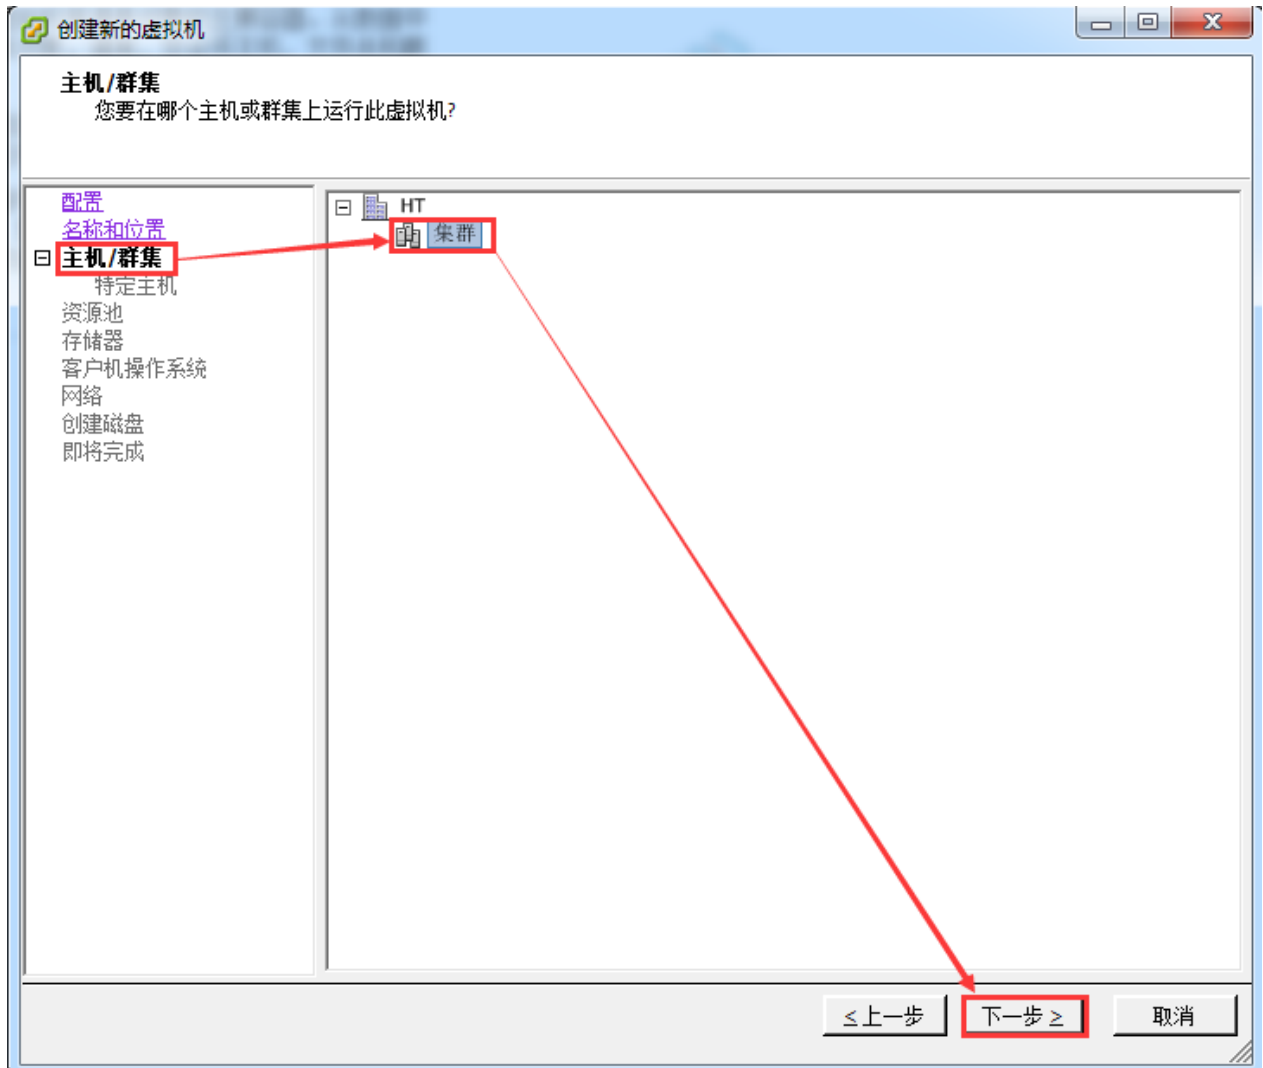 创建新的虚拟机
主机/群集
您要在哪个主机或群集上运行此虚拟机?
配置
名称和位置
主机/群集
特定主机
资源池
存储器
客户机操作系统
网络
创建磁盘
即将完成
HT
集群
≤上一步
下一步 ≥
取消